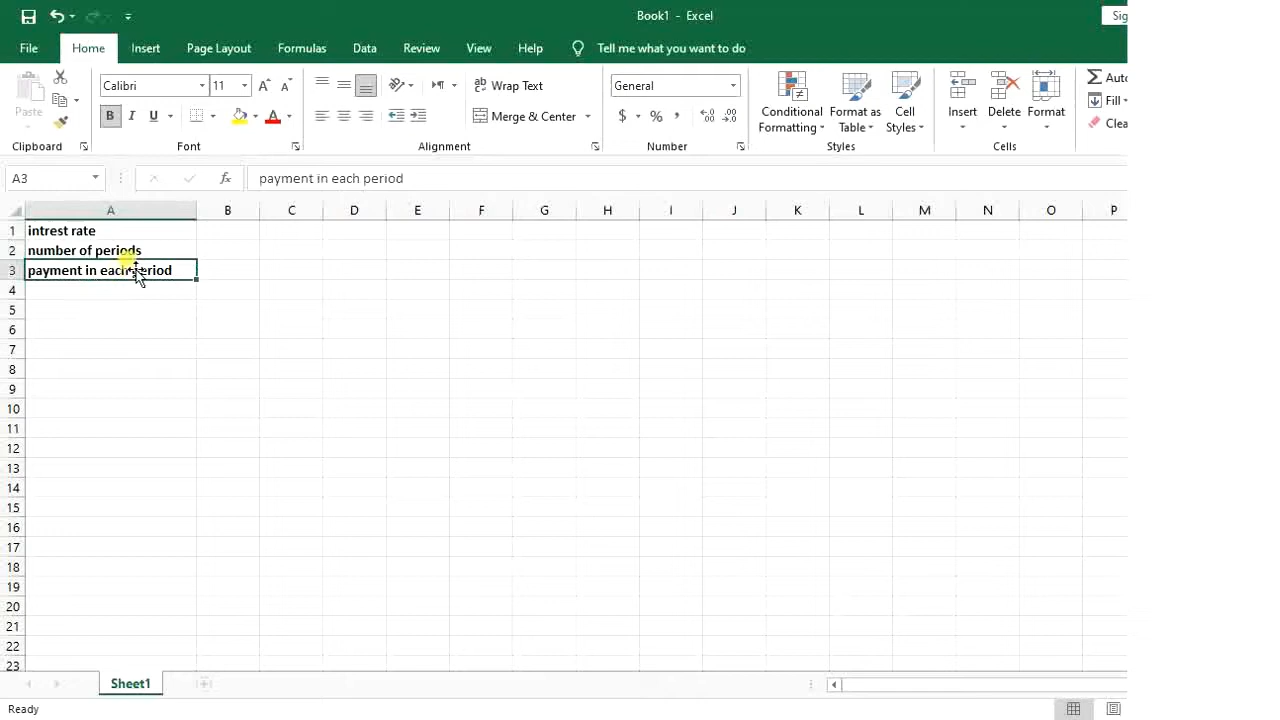 Book1 - Excel
Sig
File Home Insert Page Layout Formulas Data Review View Help Tell me what you want to do
Calibri 11 Wrap Text General Auto
Paste B I U Merge & Center $ % , Conditional Formatting Format as Table Cell Styles Insert Delete Format Fill
Clea
Clipboard Font Alignment Number Styles Cells
A3 fx payment in each period
A B C D E F G H I J K L M N O P
1 intrest rate
2 number of periods
3 payment in each period
4
5
6
7
8
9
10
11
12
13
14
15
16
17
18
19
20
21
22
23
Sheet1
Ready